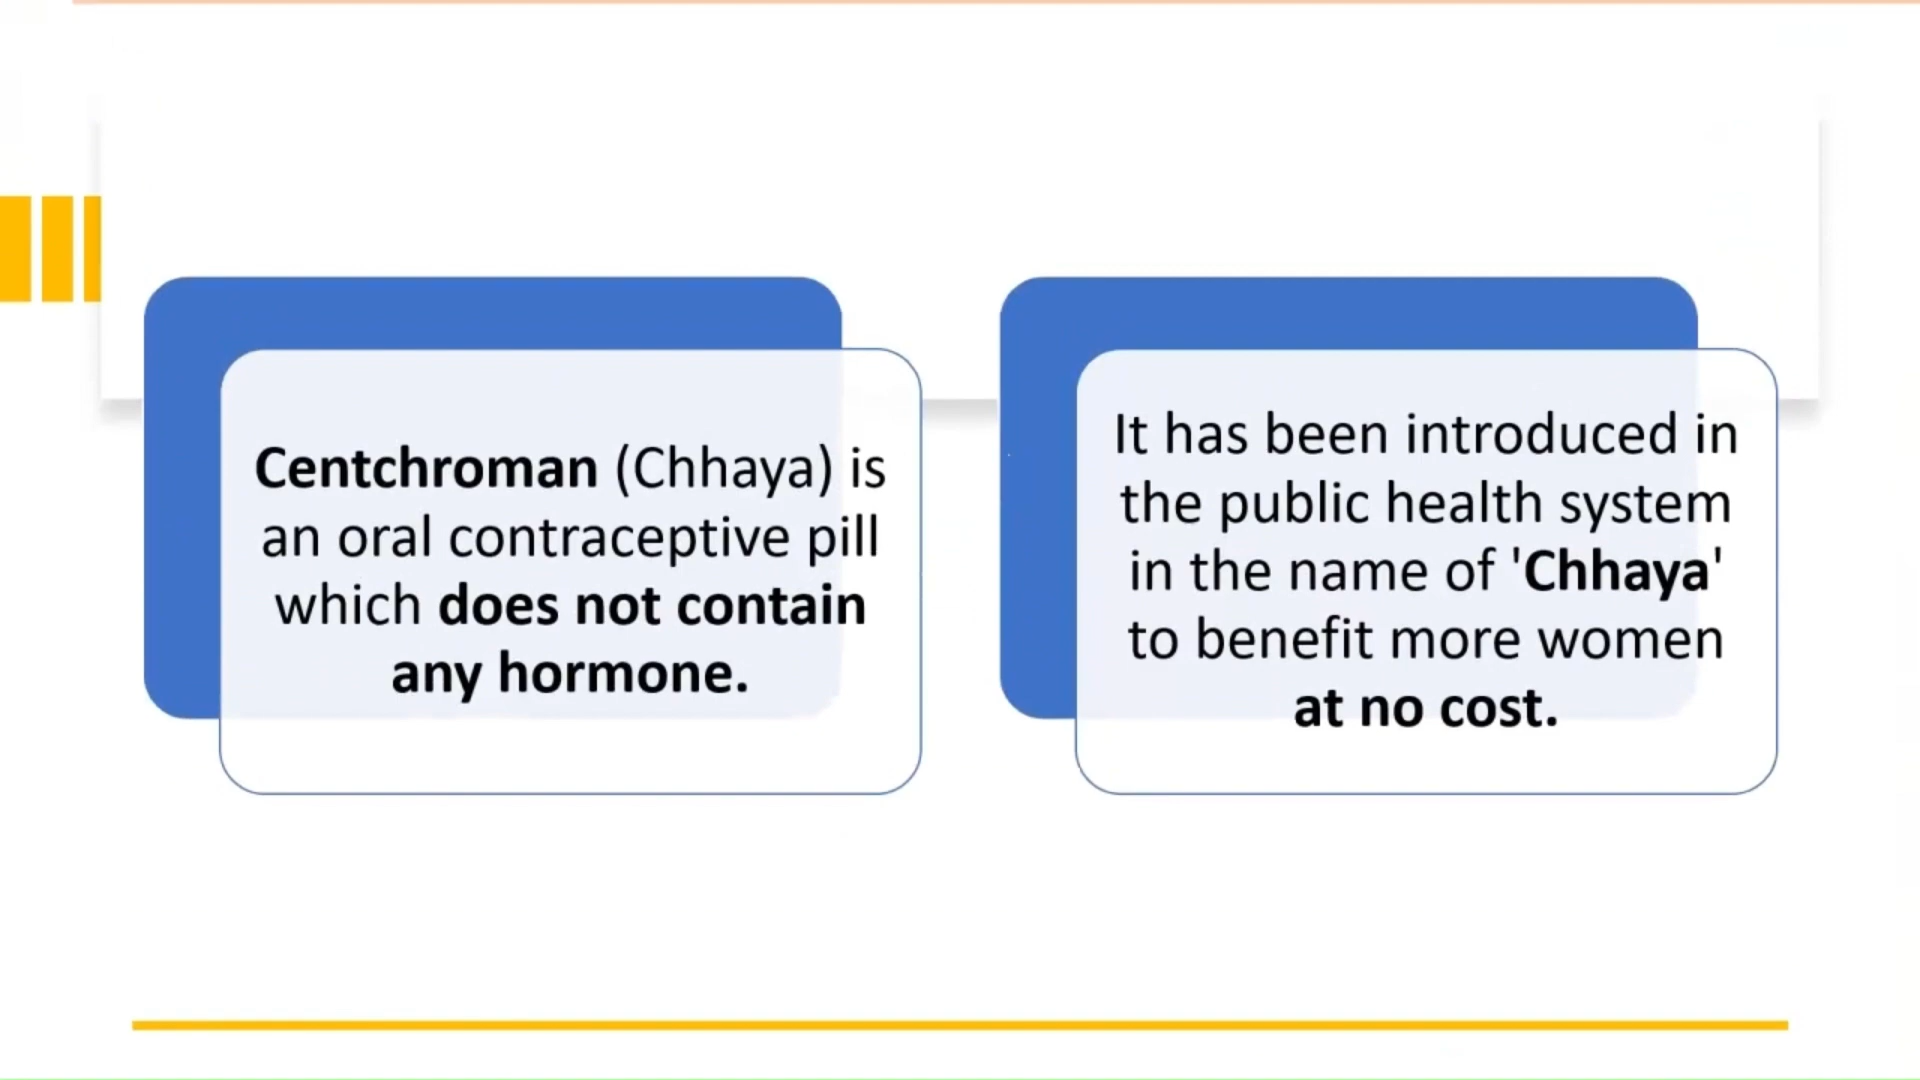 Centchroman (Chhaya) is
an oral contraceptive pill
which does not contain
any hormone.
It has been introduced in
the public health system
in the name of 'Chhaya'
to benefit more women
at no cost.